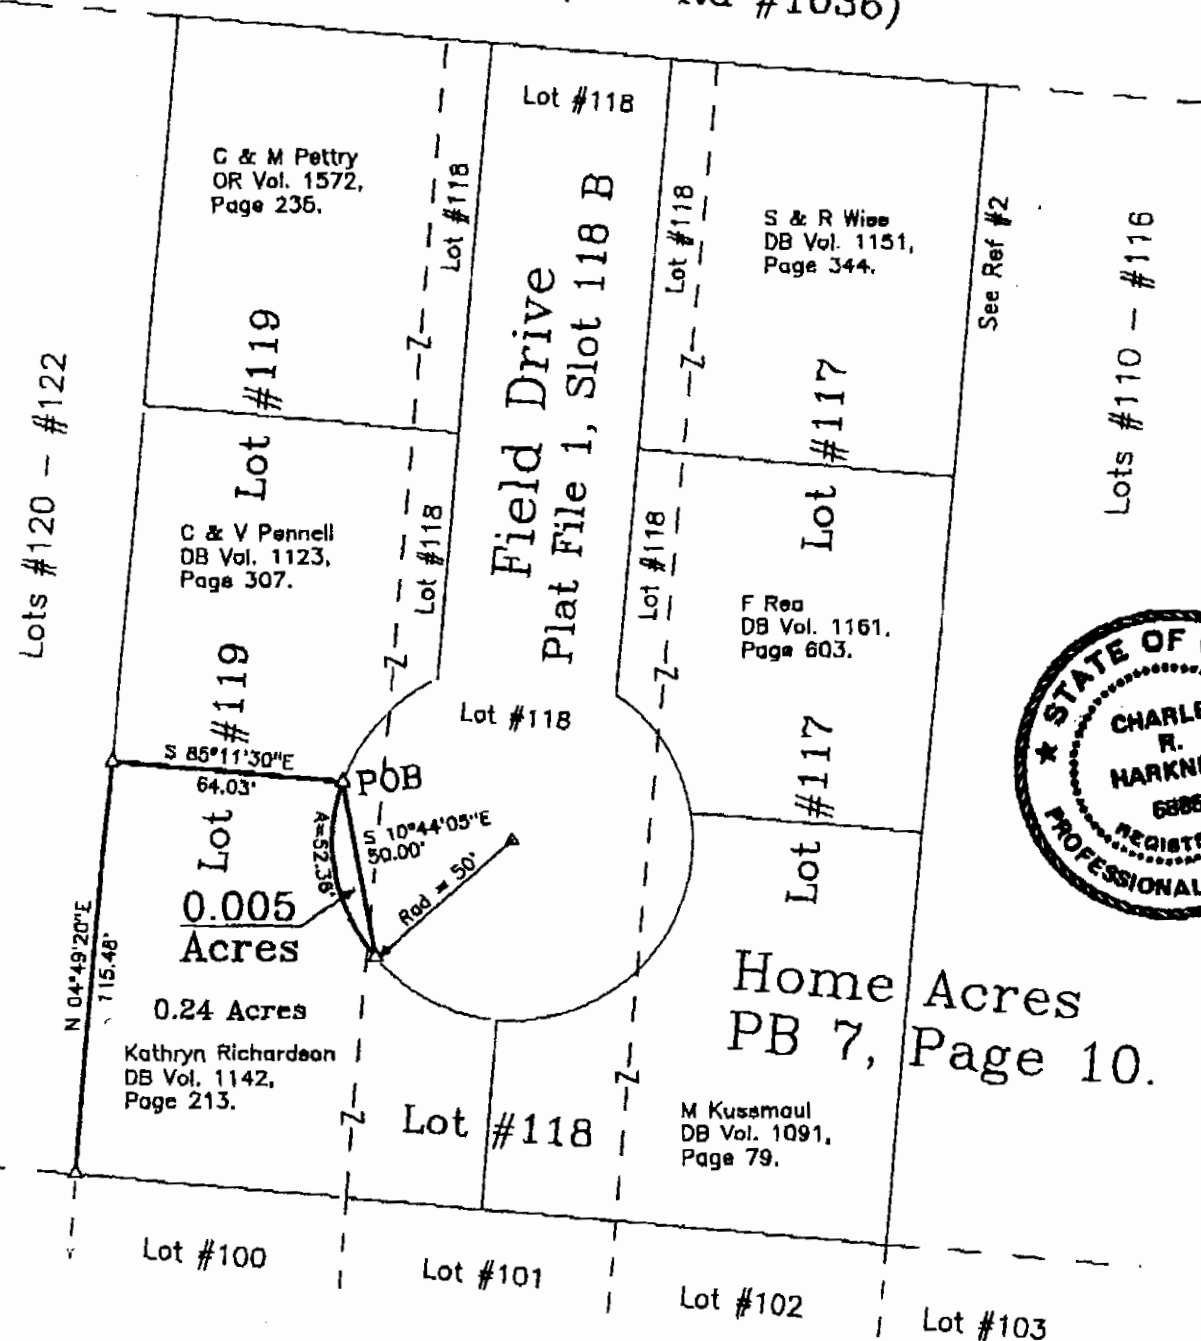 #1036)
Lot #118
C & M Pettry
OR Vol. 1572,
Page 235.
Lot #118
Lot #118
S & R Wise
DB Vol. 1151,
Page 344.
See Ref #2
Lots #110 - #116
Lots #120 - #122
Lot #119
Field Drive
Plat File 1, Slot 118 B
Lot #117
C & V Pennell
DB Vol. 1123,
Page 307.
Lot #118
Lot #118
F Rea
DB Vol. 1161,
Page 603.
Lot #119
Lot #118
Lot #117
S 85°11'30"E
64.03'
POB
A=52.36'
S 10°44'05"E
50.00'
Rad = 50'
0.005
Acres
N 04°49'20"E
115.48'
0.24 Acres
Kathryn Richardson
DB Vol. 1142,
Page 213.
Home Acres
PB 7, Page 10.
Lot #118
M Kussmaul
DB Vol. 1091,
Page 79.
Lot #100
Lot #101
Lot #102
Lot #103
★ STATE OF
CHARLE
R.
HARKN
6886
REGISTE
PROFESSIONAL